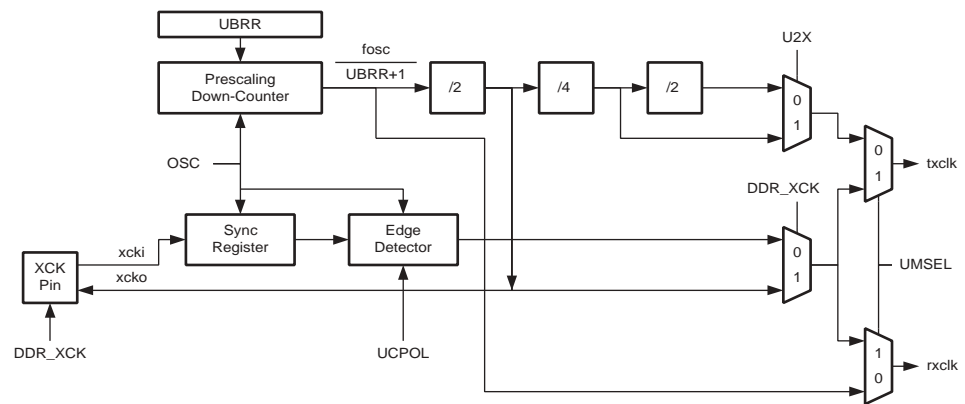 UBRR
fosc
UBRR+1
U2X
Prescaling
Down-Counter
/2
/4
/2
0
1
OSC
0
1
txclk
DDR_XCK
Sync
Register
Edge
Detector
xcki
0
1
UMSEL
XCK
Pin
xcko
DDR_XCK
UCPOL
1
0
rxclk